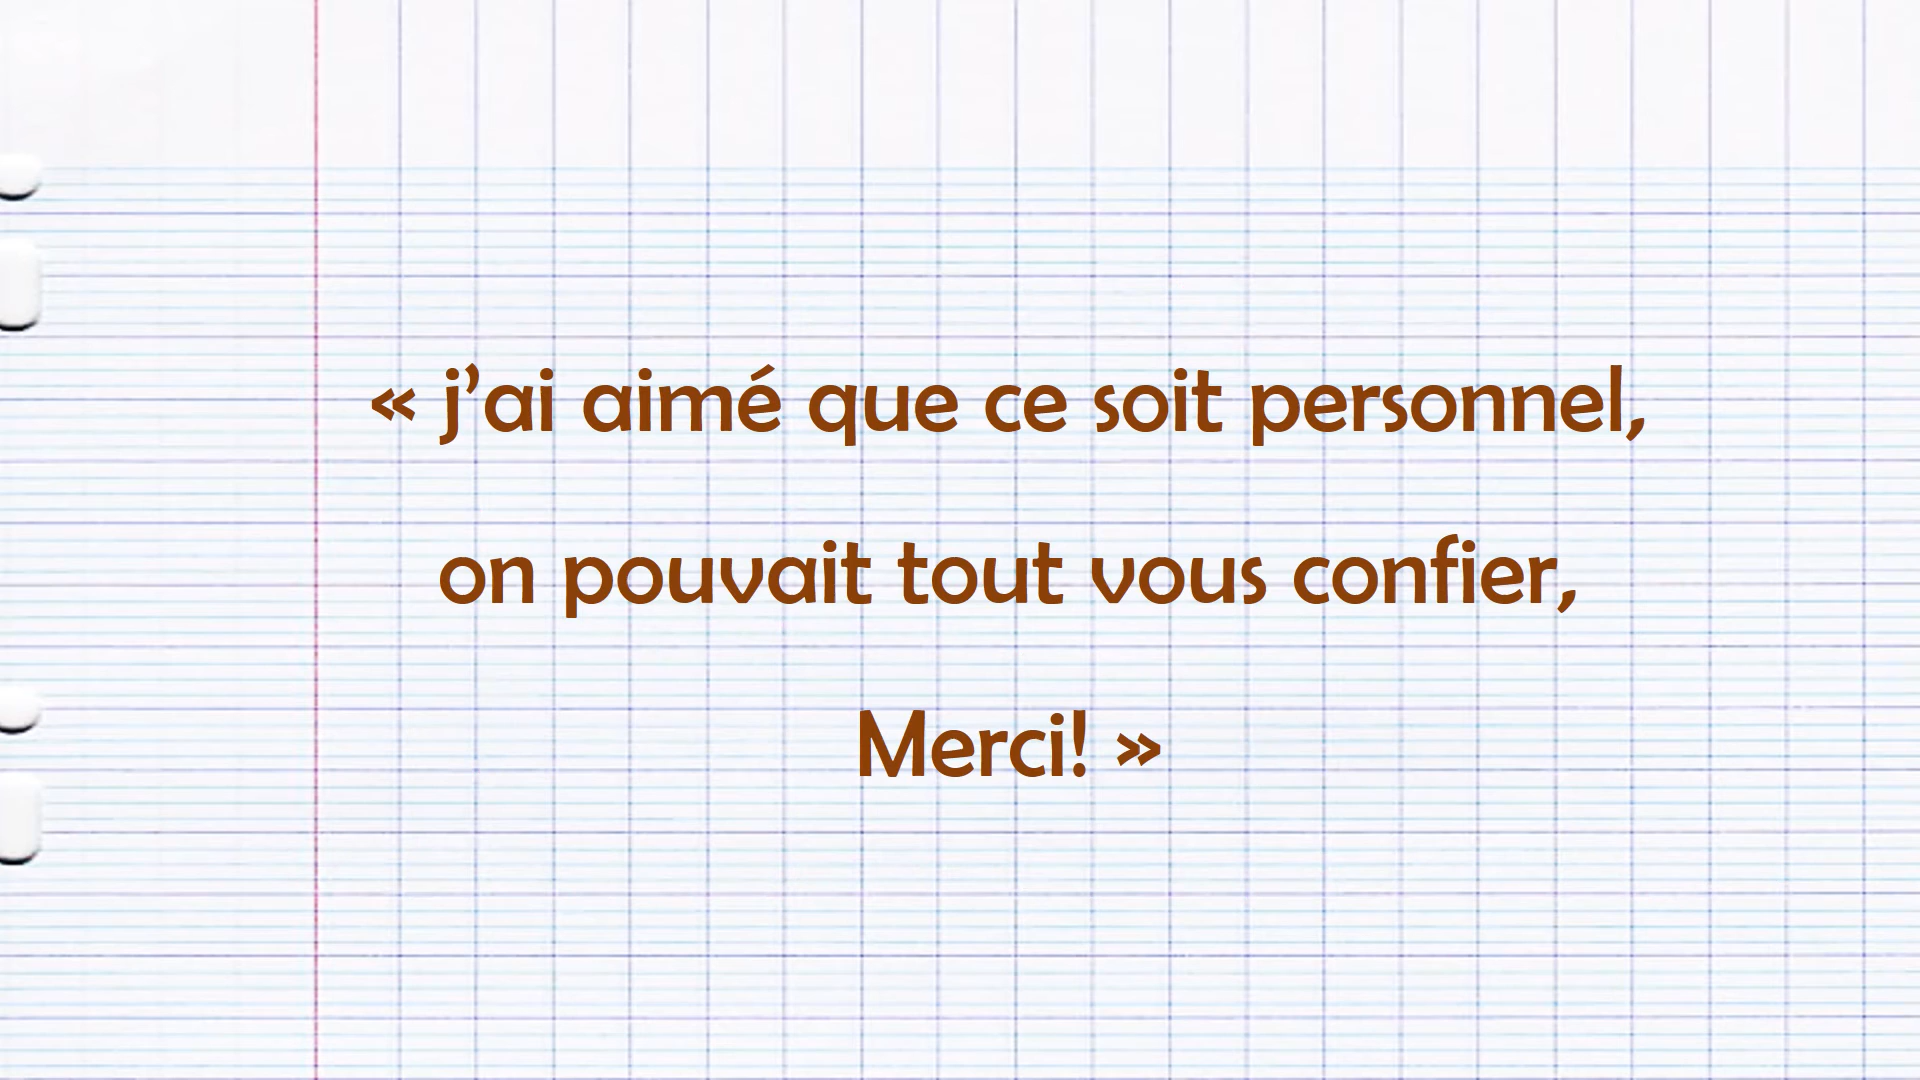 « j’ai aimé que ce soit personnel,
on pouvait tout vous confier,
Merci! »